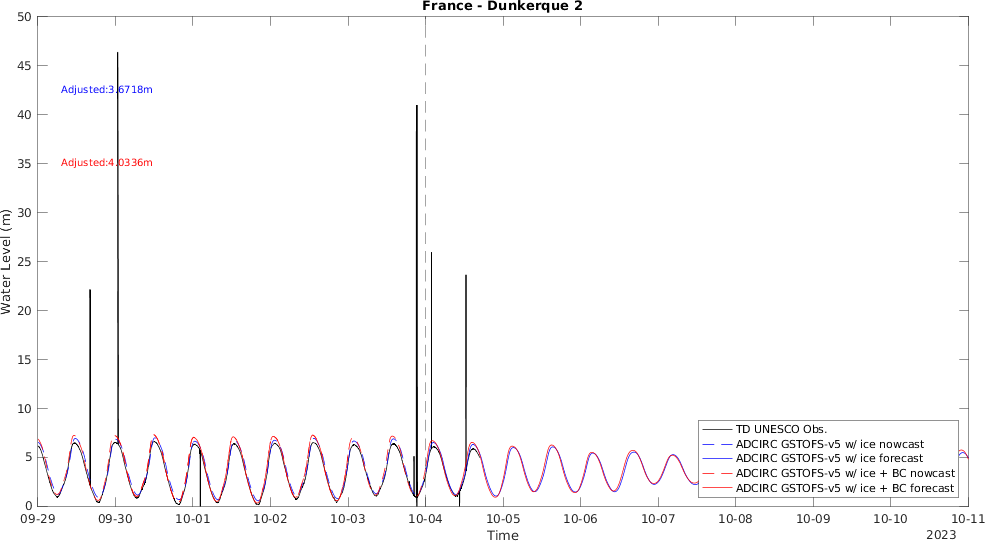 France - Dunkerque 2
50
45
40
35
30
25
20
15
10
5
0
Water Level (m)
Adjusted:3.6718m
Adjusted:4.0336m
TD UNESCO Obs.
ADCIRC GSTOFS-v5 w/ ice nowcast
ADCIRC GSTOFS-v5 w/ ice forecast
ADCIRC GSTOFS-v5 w/ ice + BC nowcast
ADCIRC GSTOFS-v5 w/ ice + BC forecast
09-29 09-30 10-01 10-02 10-03 10-04 10-05 10-06 10-07 10-08 10-09 10-10 10-11
Time
2023